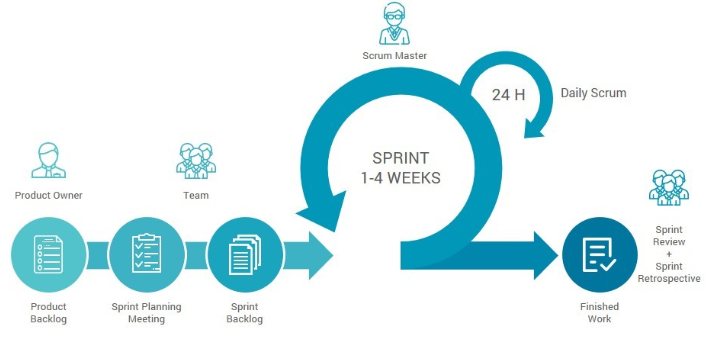 Scrum Master
24 H
Daily Scrum
SPRINT
1-4 WEEKS
Product Owner
Team
Sprint
Review
+
Sprint
Retrospective
Product
Backlog
Sprint Planning
Meeting
Sprint
Backlog
Finished
Work